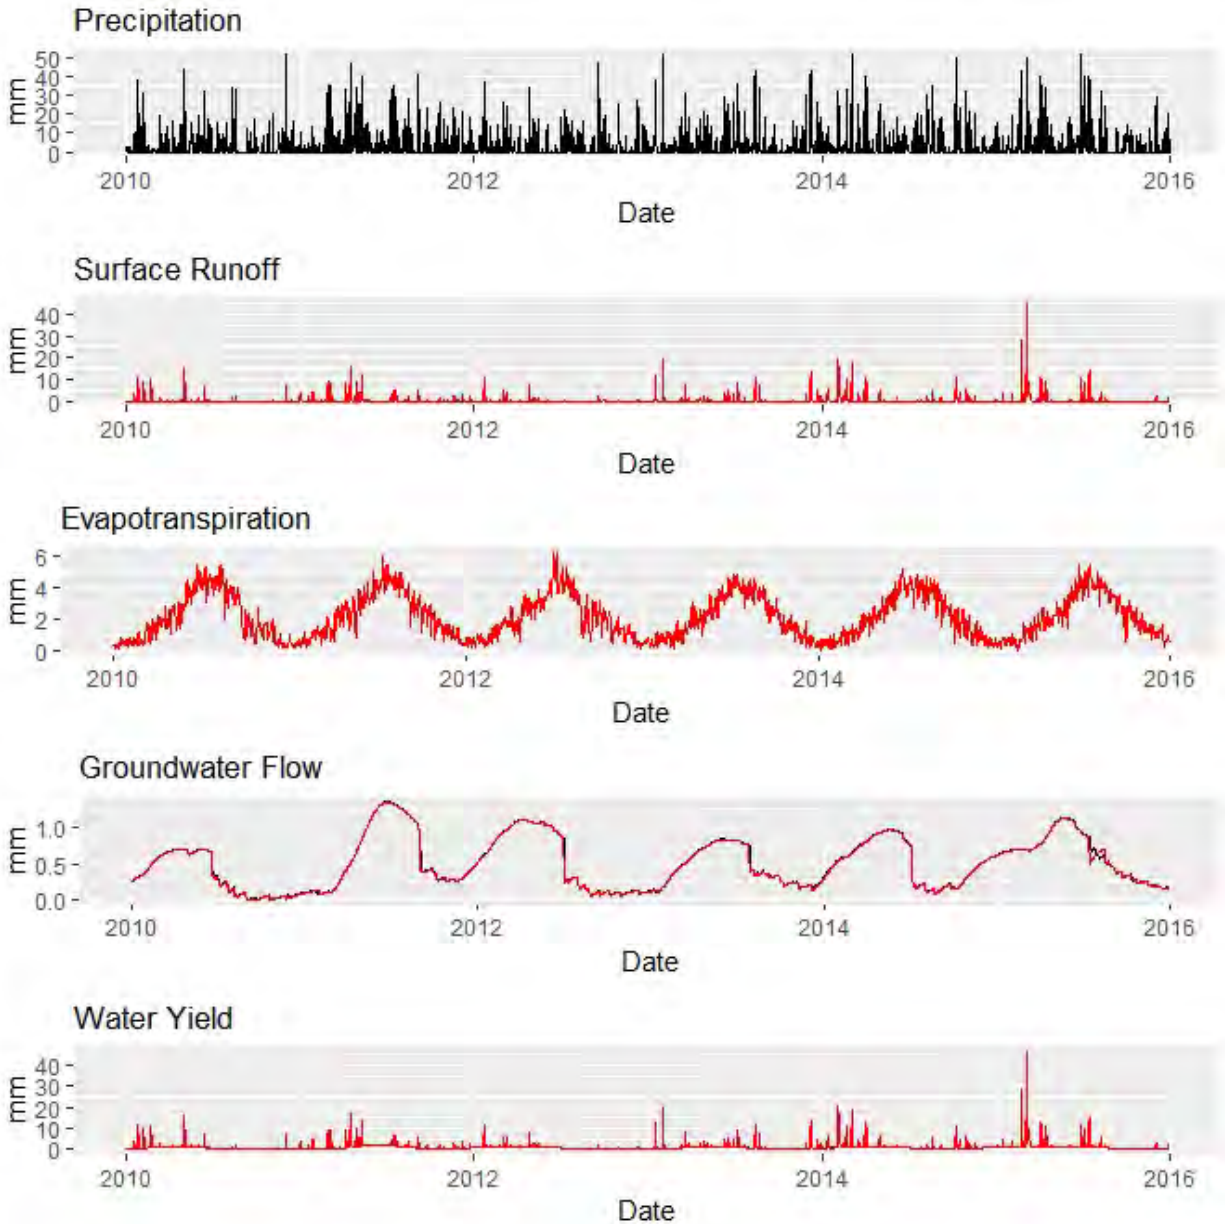 Precipitation
50
40
30
20
10
0
mm
2010 2012 2014 2016
Date
Surface Runoff
40
30
20
10
0
mm
2010 2012 2014 2016
Date
Evapotranspiration
6
4
2
0
mm
2010 2012 2014 2016
Date
Groundwater Flow
1.0
0.5
0.0
mm
2010 2012 2014 2016
Date
Water Yield
40
30
20
10
0
mm
2010 2012 2014 2016
Date